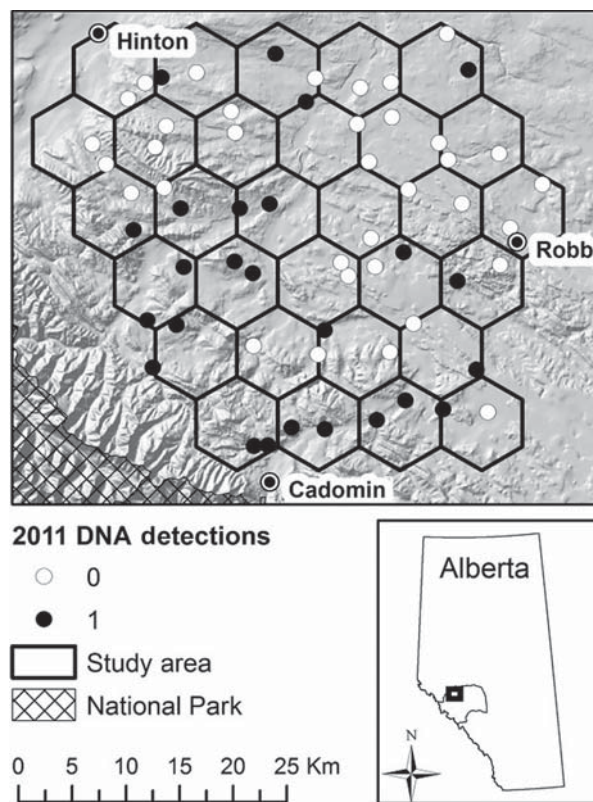 Hinton
Robb
Cadomin
2011 DNA detections
0
1
Study area
National Park
0 5 10 15 20 25 Km
Alberta
N